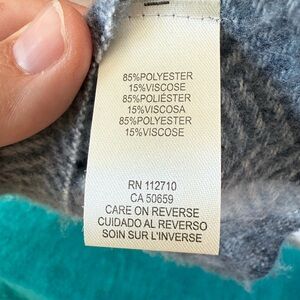 85%POLYESTER
15%VISCOSE
85%POLIÉSTER
15%VISCOSA
85%POLYESTER
15%VISCOSE
RN 112710
CA 50659
CARE ON REVERSE
CUIDADO AL REVERSO
SOIN SUR L'INVERSE